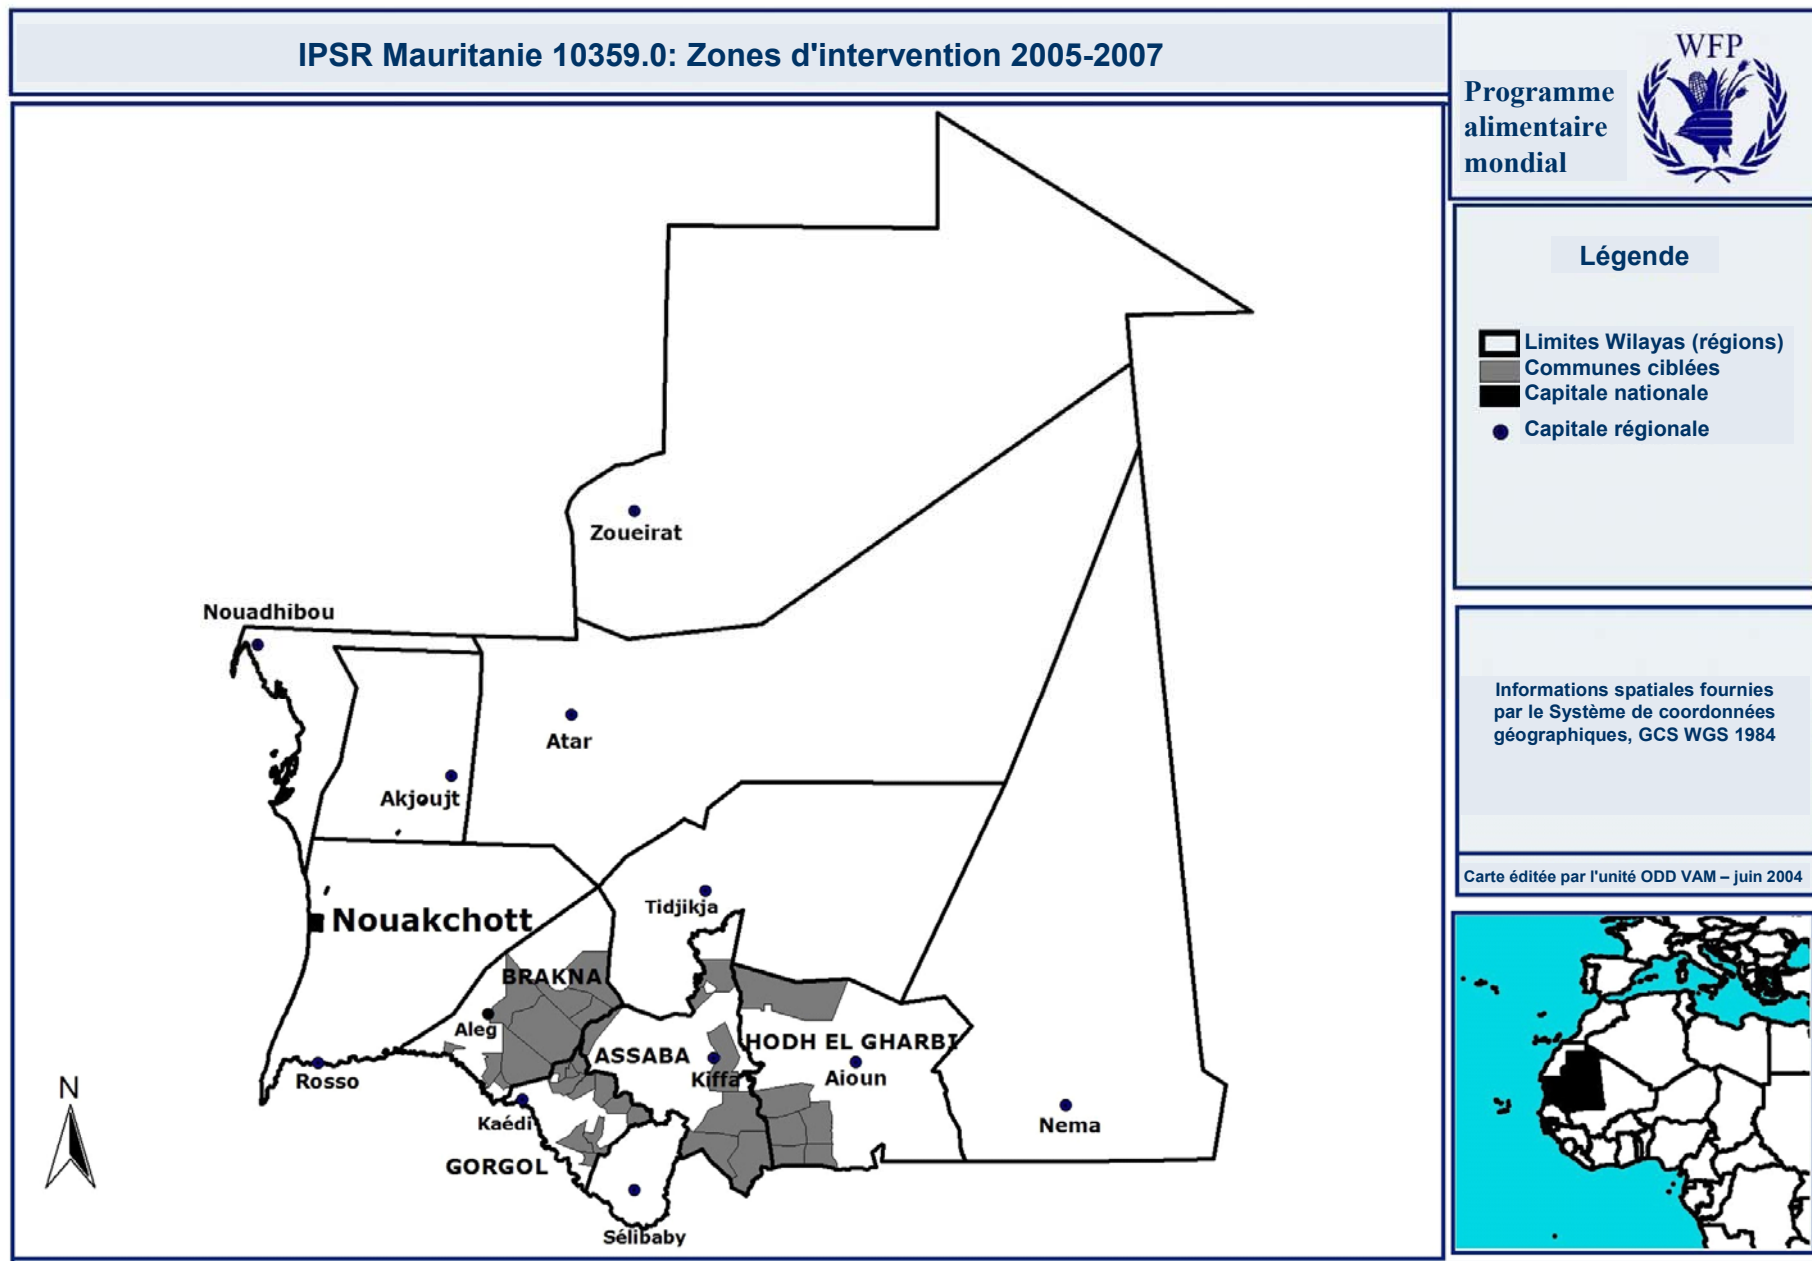 IPSR Mauritanie 10359.0: Zones d'intervention 2005-2007
WFP
Programme
alimentaire
mondial
Légende
Limites Wilayas (régions)
Communes ciblées
Capitale nationale
Capitale régionale
Informations spatiales fournies
par le Système de coordonnées
géographiques, GCS WGS 1984
Carte éditée par l'unité ODD VAM – juin 2004
Zoueirat
Nouadhibou
Atar
Akjoujt
Tidjikja
Nouakchott
BRAKNA
Aleg
ASSABA
HODH EL GHARBI
Kiffa
Aioun
Rosso
Kaédi
Nema
GORGOL
Sélibaby
N